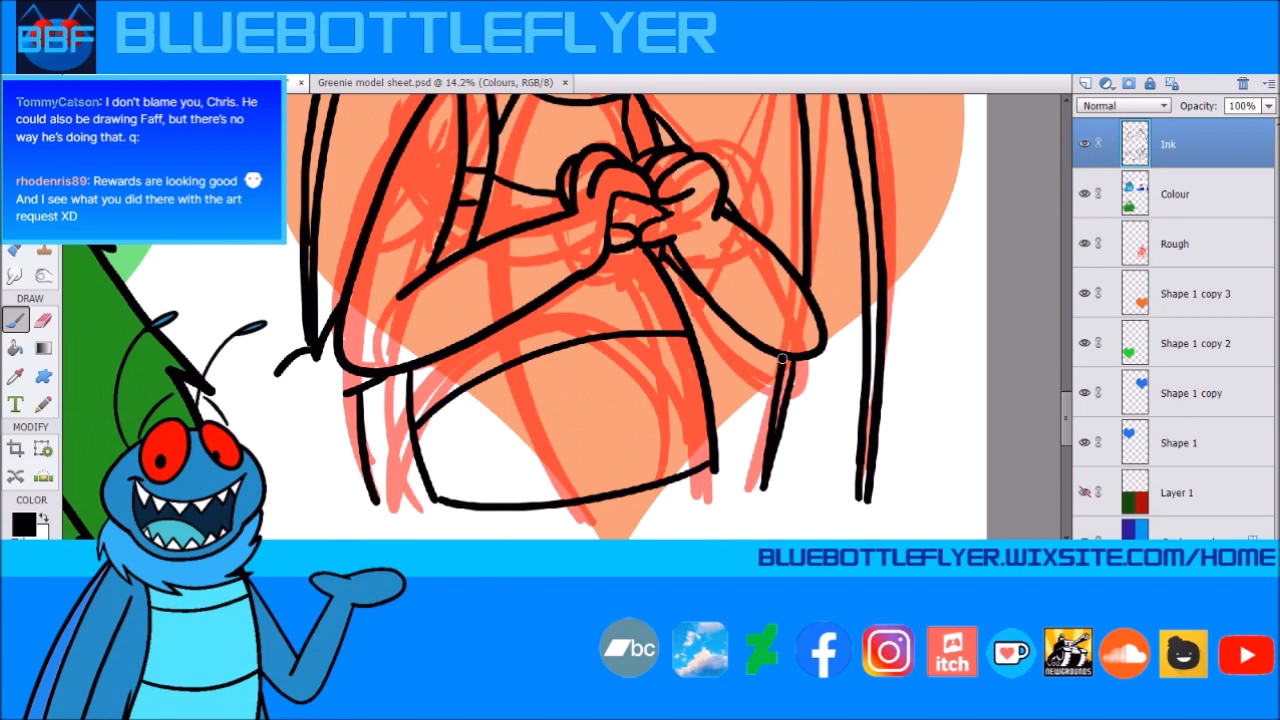 BBF
BLUEBOTTLEFLYER
× Greenie model sheet.psd @ 14.2% (Colours, RGB/8) ×
TommyCatson: I don't blame you, Chris. He
could also be drawing Faff, but there's no
way he's doing that. q:
rhodenris89: Rewards are looking good
And I see what you did there with the art
request XD
Normal Opacity: 100%
Ink
Colour
Rough
Shape 1 copy 3
Shape 1 copy 2
Shape 1 copy
Shape 1
Layer 1
DRAW
T
MODIFY
COLOR
BLUEBOTTLEFLYER.WIXSITE.COM/HOME
bc
itch
NEWGROUNDS